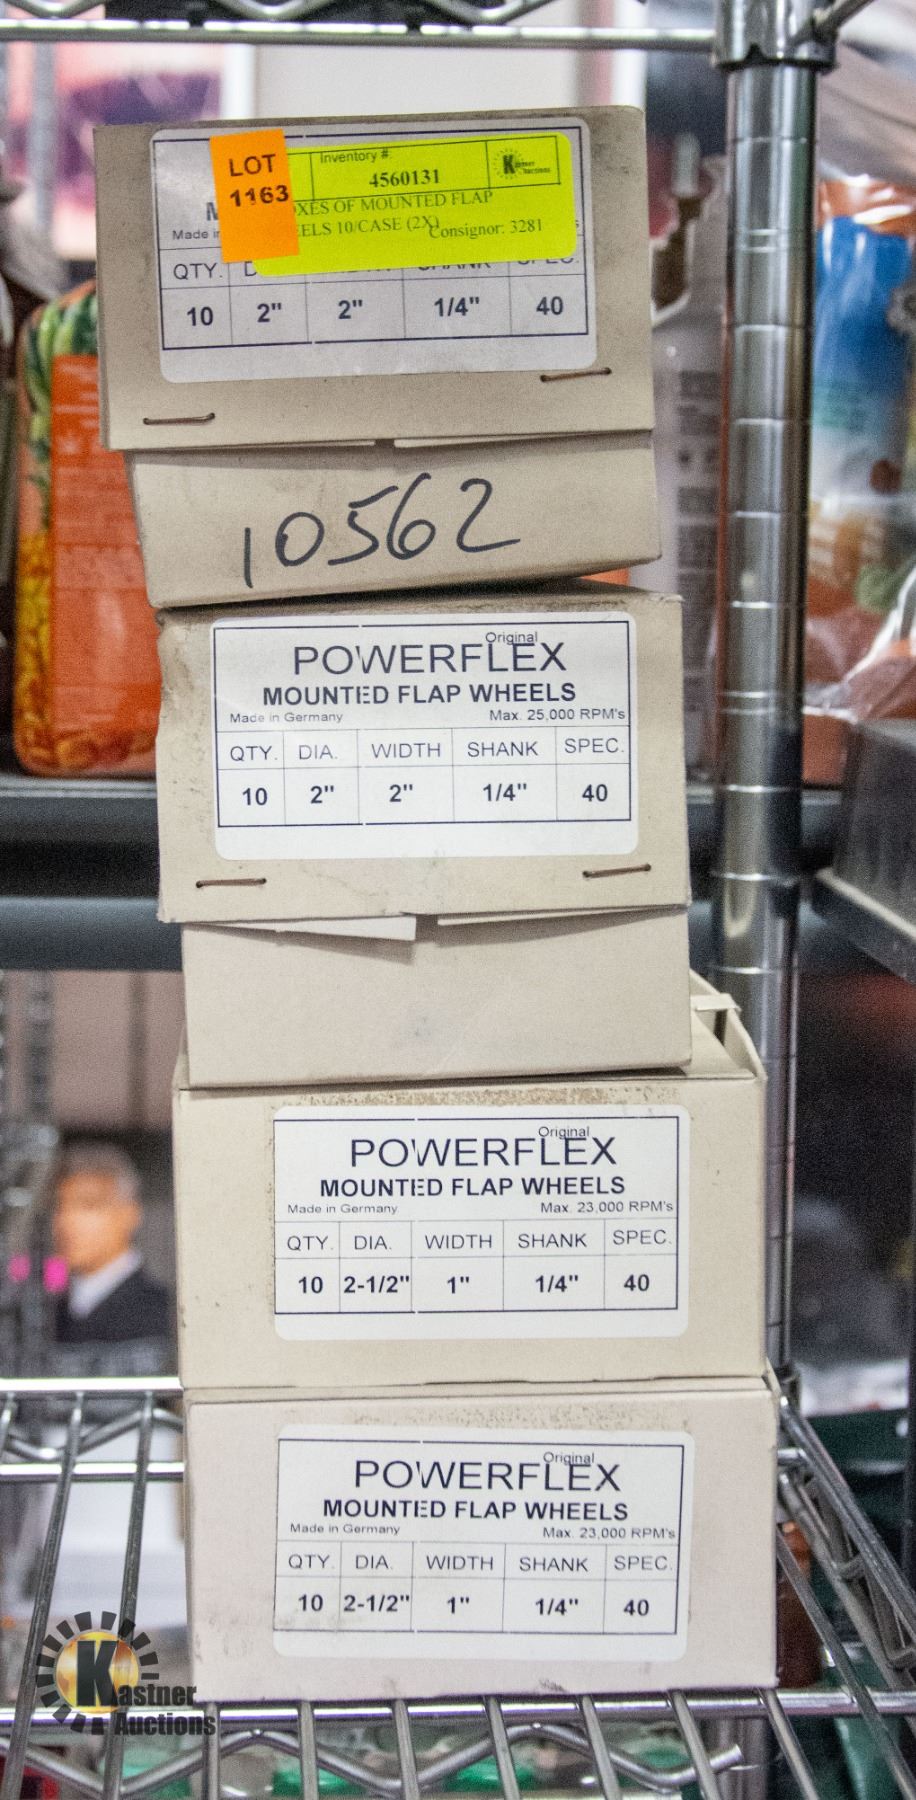 LOT
1163
Inventory #:
4560131
Kastner Auctions
OXES OF MOUNTED FLAP
EELS 10/CASE (2X)
Consignor: 3281
Made in
QTY.
10 2" 2" 1/4" 40
10562
Original
POWERFLEX
MOUNTED FLAP WHEELS
Made in Germany Max. 25,000 RPM's
QTY. DIA. WIDTH SHANK SPEC.
10 2" 2" 1/4" 40
Original
POWERFLEX
MOUNTED FLAP WHEELS
Made in Germany Max. 23,000 RPM's
QTY. DIA. WIDTH SHANK SPEC.
10 2-1/2" 1" 1/4" 40
Original
POWERFLEX
MOUNTED FLAP WHEELS
Made in Germany Max. 23,000 RPM's
QTY. DIA. WIDTH SHANK SPEC.
10 2-1/2" 1" 1/4" 40
Kastner
Auctions